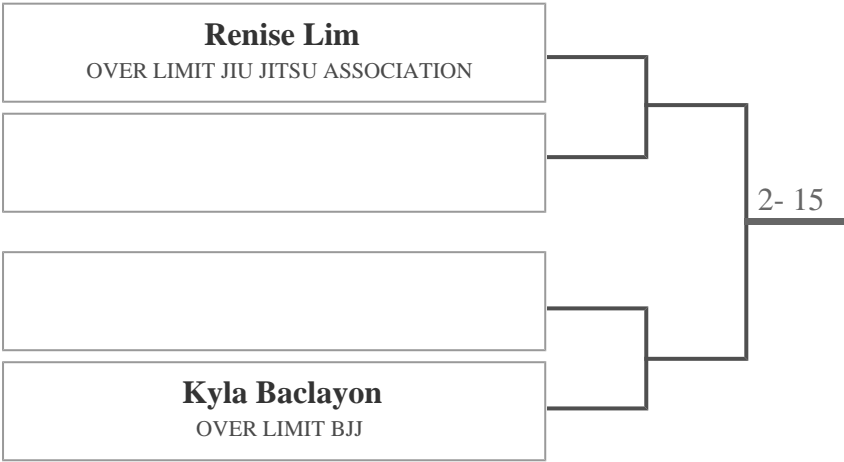 Renise Lim
OVER LIMIT JIU JITSU ASSOCIATION
2- 15
Kyla Baclayon
OVER LIMIT BJJ